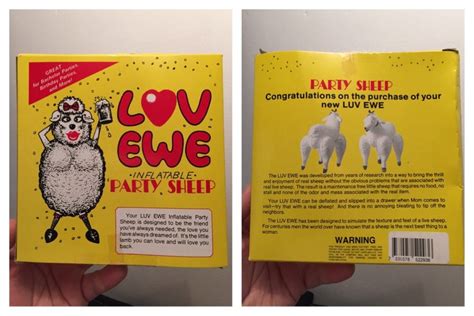 GREAT
for Bachelor Parties,
Birthday Parties,
and More!
LUV
EWE
INFLATABLE
PARTY SHEEP
Your LUV EWE Inflatable Party
Sheep is designed to be the friend
you've always needed, the love you
have always dreamed of. It's the little
lamb you can love and will love you
back.
PARTY SHEEP
Congratulations on the purchase of your
new LUV EWE
The LUV EWE was developed from years of research into a way to bring the thrill
and enjoyment of real sheep without the obvious problems that are associated with
real live sheep. The result is a maintenance free little sheep that requires no food, no
stall and none of the odor and mess associated with the real item.
Your LUV EWE can be deflated and slipped into a drawer when Mom comes to
visit--try that with a real sheep! And there is no annoying bleating to tip off the
neighbors.
The LUV EWE has been designed to simulate the texture and feel of a live sheep.
For centuries men the world over have known that a sheep is the next best thing to a
woman.
WARNING